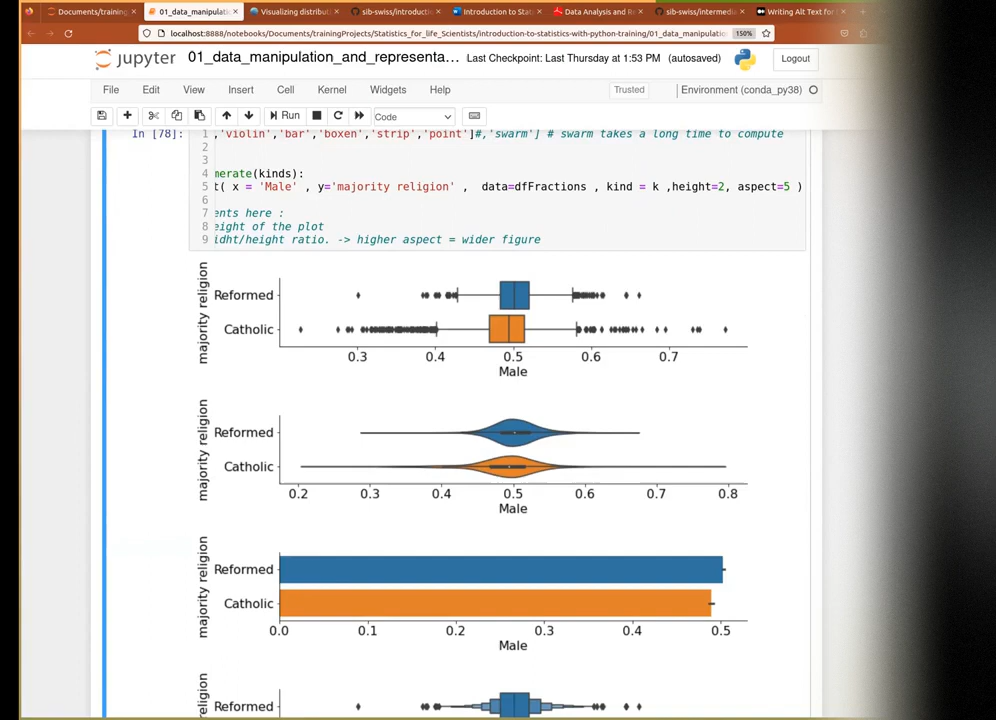 Documents/training
01_data_manipulati
Visualizing distribut
sib-swiss/introducti
Introduction to Stat
Data Analysis and R
sib-swiss/intermedi
Writing Alt Text for
localhost:8888/notebooks/Documents/trainingProjects/Statistics_for_life_Scientists/introduction-to-statistics-with-python-training/01_data_manipulatio
150%
jupyter 01_data_manipulation_and_representa... Last Checkpoint: Last Thursday at 1:53 PM (autosaved) Logout
File Edit View Insert Cell Kernel Widgets Help Trusted Environment (conda_py38)
Run Code
In [78]: 1 ,'violin','bar','boxen','strip','point']#,'swarm'] # swarm takes a long time to compute
2
3
4 merate(kinds):
5 t( x = 'Male' , y='majority religion' , data=dfFractions , kind = k ,height=2, aspect=5 )
6
7 ents here :
8 eight of the plot
9 idht/height ratio. -> higher aspect = wider figure
majority religion
Reformed
Catholic
0.3 0.4 0.5 0.6 0.7
Male
majority religion
Reformed
Catholic
0.2 0.3 0.4 0.5 0.6 0.7 0.8
Male
majority religion
Reformed
Catholic
0.0 0.1 0.2 0.3 0.4 0.5
Male
religion
Reformed